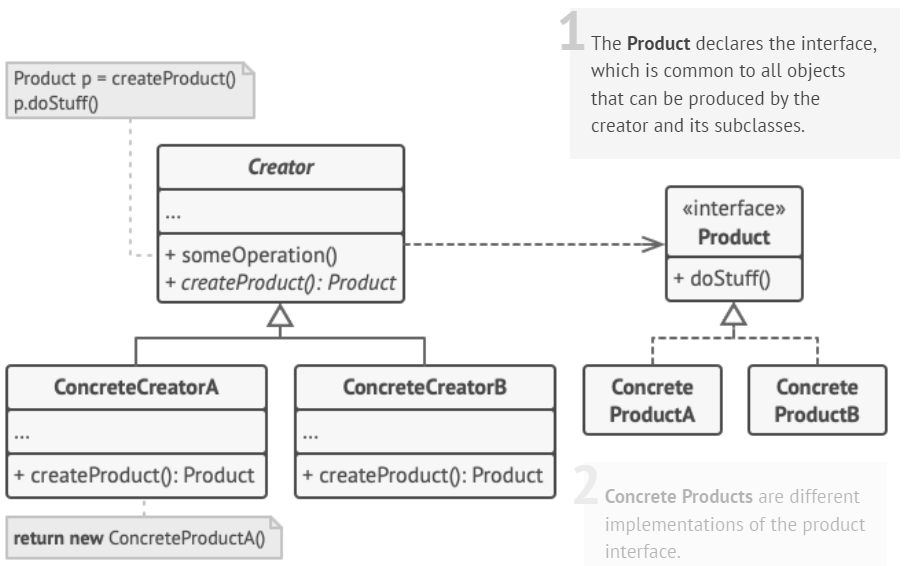 1
The Product declares the interface,
which is common to all objects
that can be produced by the
creator and its subclasses.
Product p = createProduct()
p.doStuff()
Creator
...
+ someOperation()
+ createProduct(): Product
«interface»
Product
+ doStuff()
ConcreteCreatorA
...
+ createProduct(): Product
ConcreteCreatorB
...
+ createProduct(): Product
Concrete
ProductA
Concrete
ProductB
return new ConcreteProductA()
2
Concrete Products are different
implementations of the product
interface.